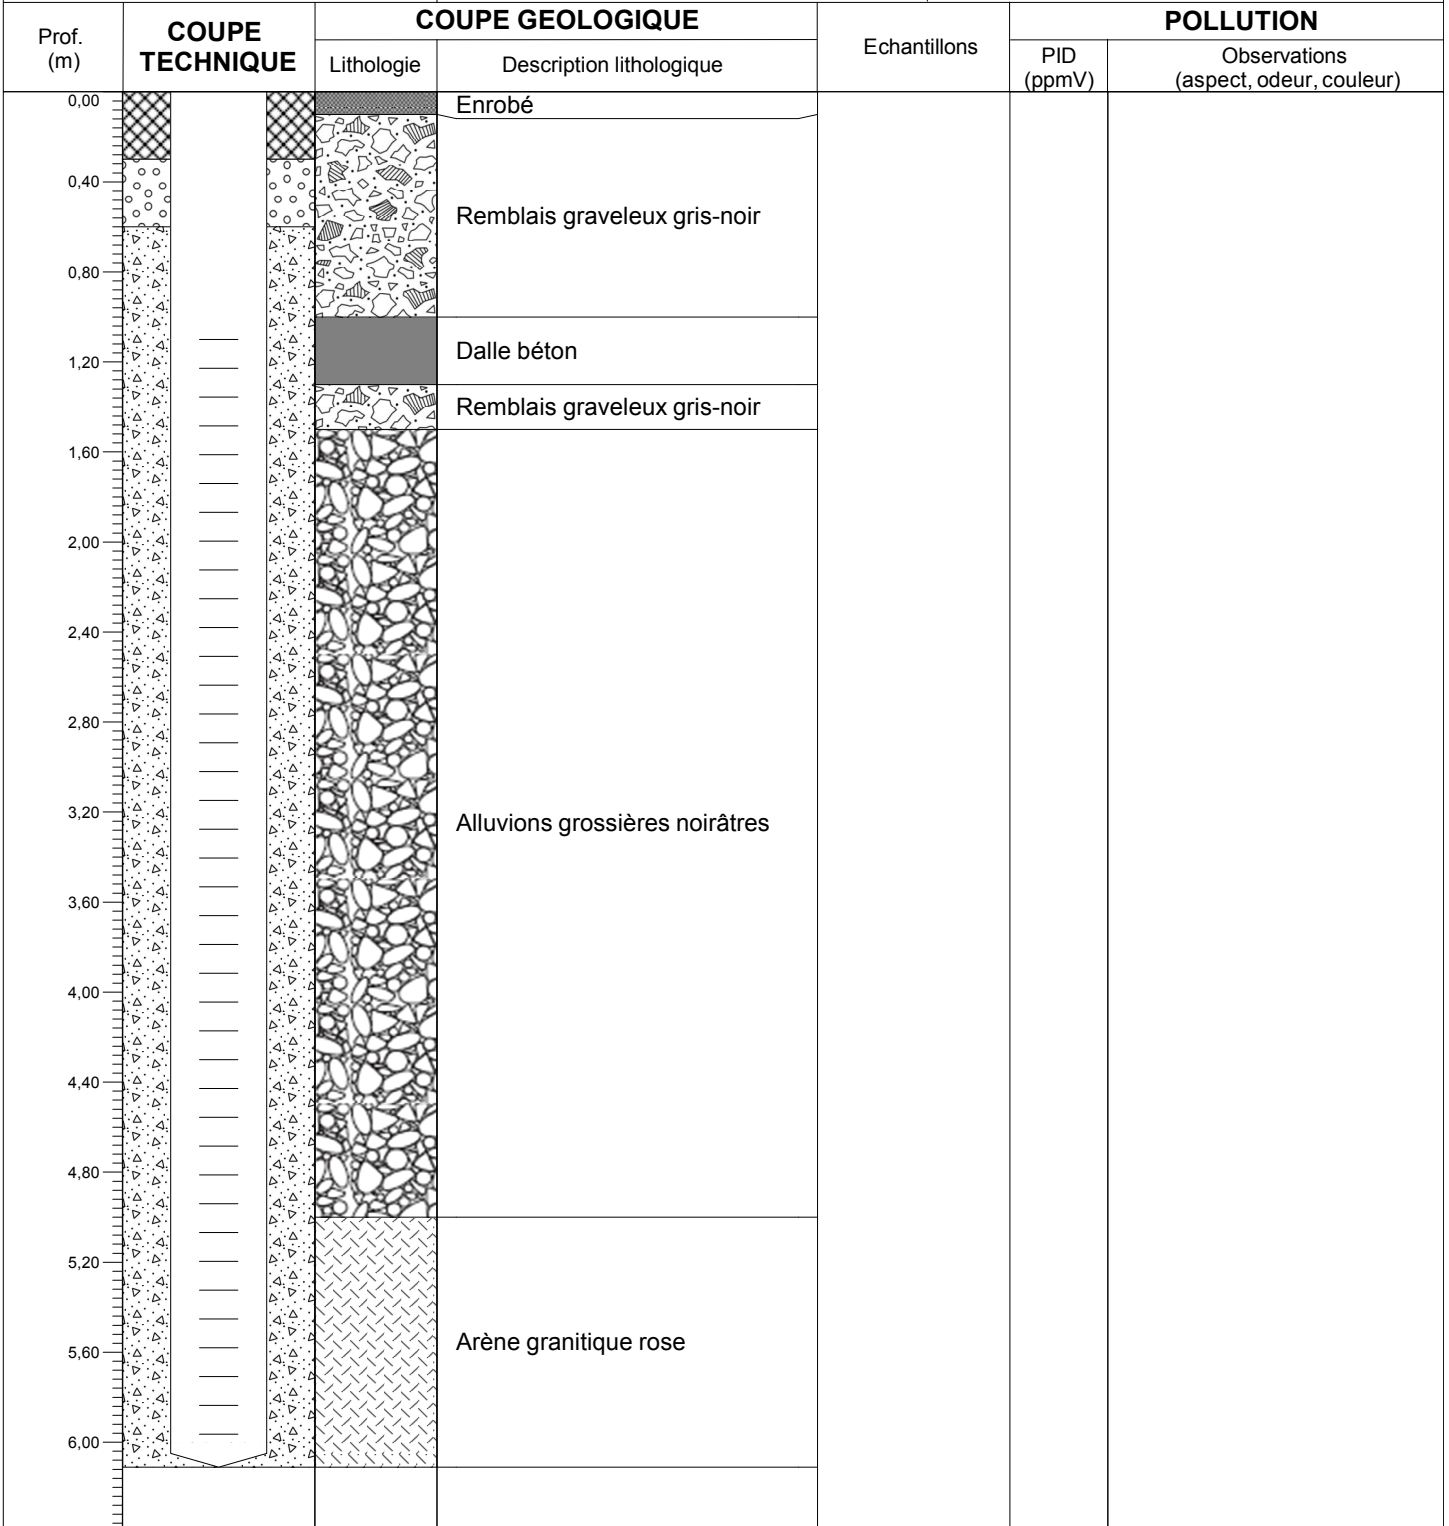 Prof.
(m)
COUPE
TECHNIQUE
COUPE GEOLOGIQUE
Lithologie
Description lithologique
Echantillons
POLLUTION
PID
(ppmV)
Observations
(aspect, odeur, couleur)
0,00
Enrobé
0,40
Remblais graveleux gris-noir
0,80
1,20
Dalle béton
Remblais graveleux gris-noir
1,60
2,00
2,40
2,80
3,20
Alluvions grossières noirâtres
3,60
4,00
4,40
4,80
5,20
Arène granitique rose
5,60
6,00